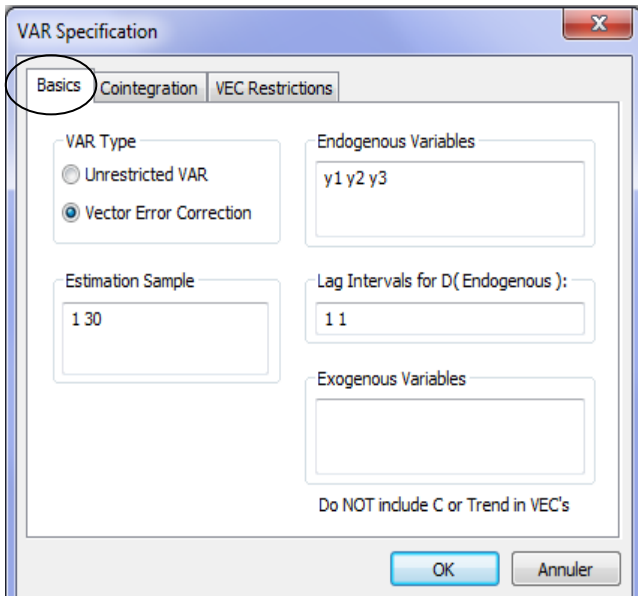 VAR Specification
x
Basics Cointegration VEC Restrictions
VAR Type
Unrestricted VAR
Vector Error Correction
Endogenous Variables
y1 y2 y3
Estimation Sample
1 30
Lag Intervals for D( Endogenous ):
1 1
Exogenous Variables
Do NOT include C or Trend in VEC's
OK Annuler